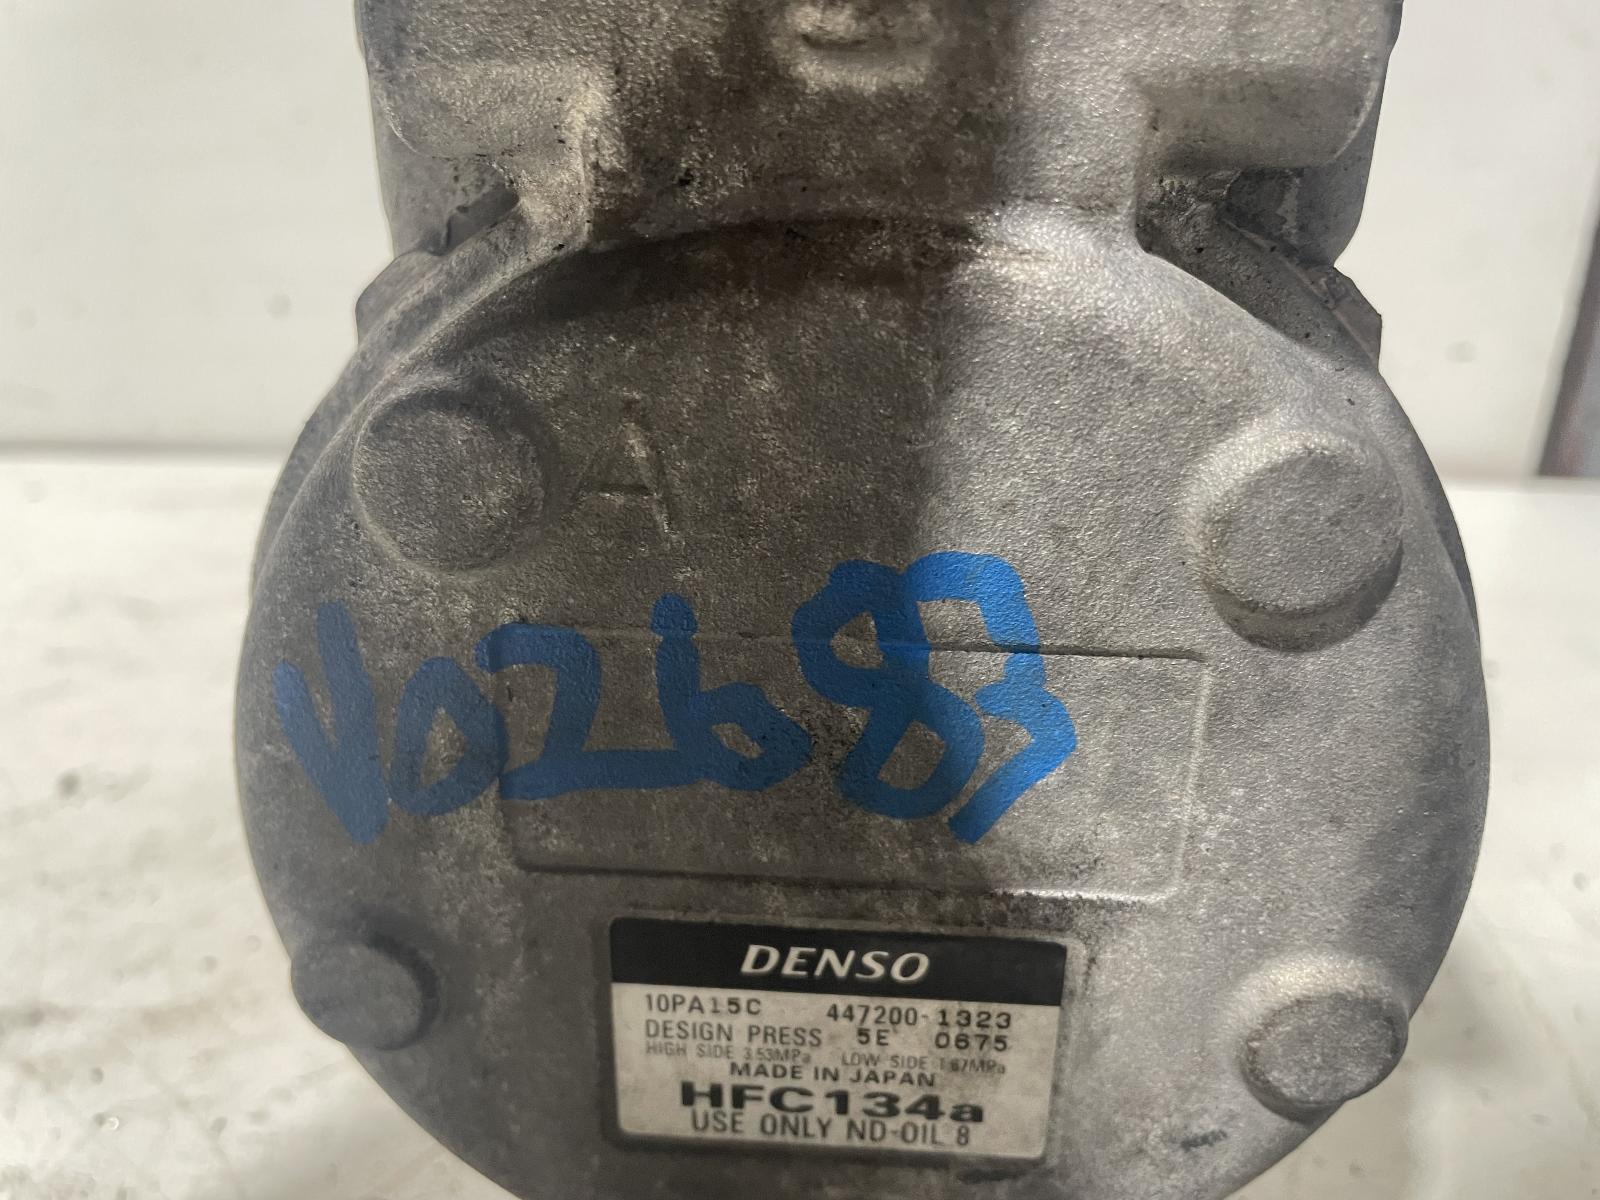 A
V02683
DENSO
10PA15C 447200-1323
DESIGN PRESS 5E 0675
HIGH SIDE 3.53MPa LOW SIDE 1.67MPa
MADE IN JAPAN
HFC134a
USE ONLY ND-OIL 8